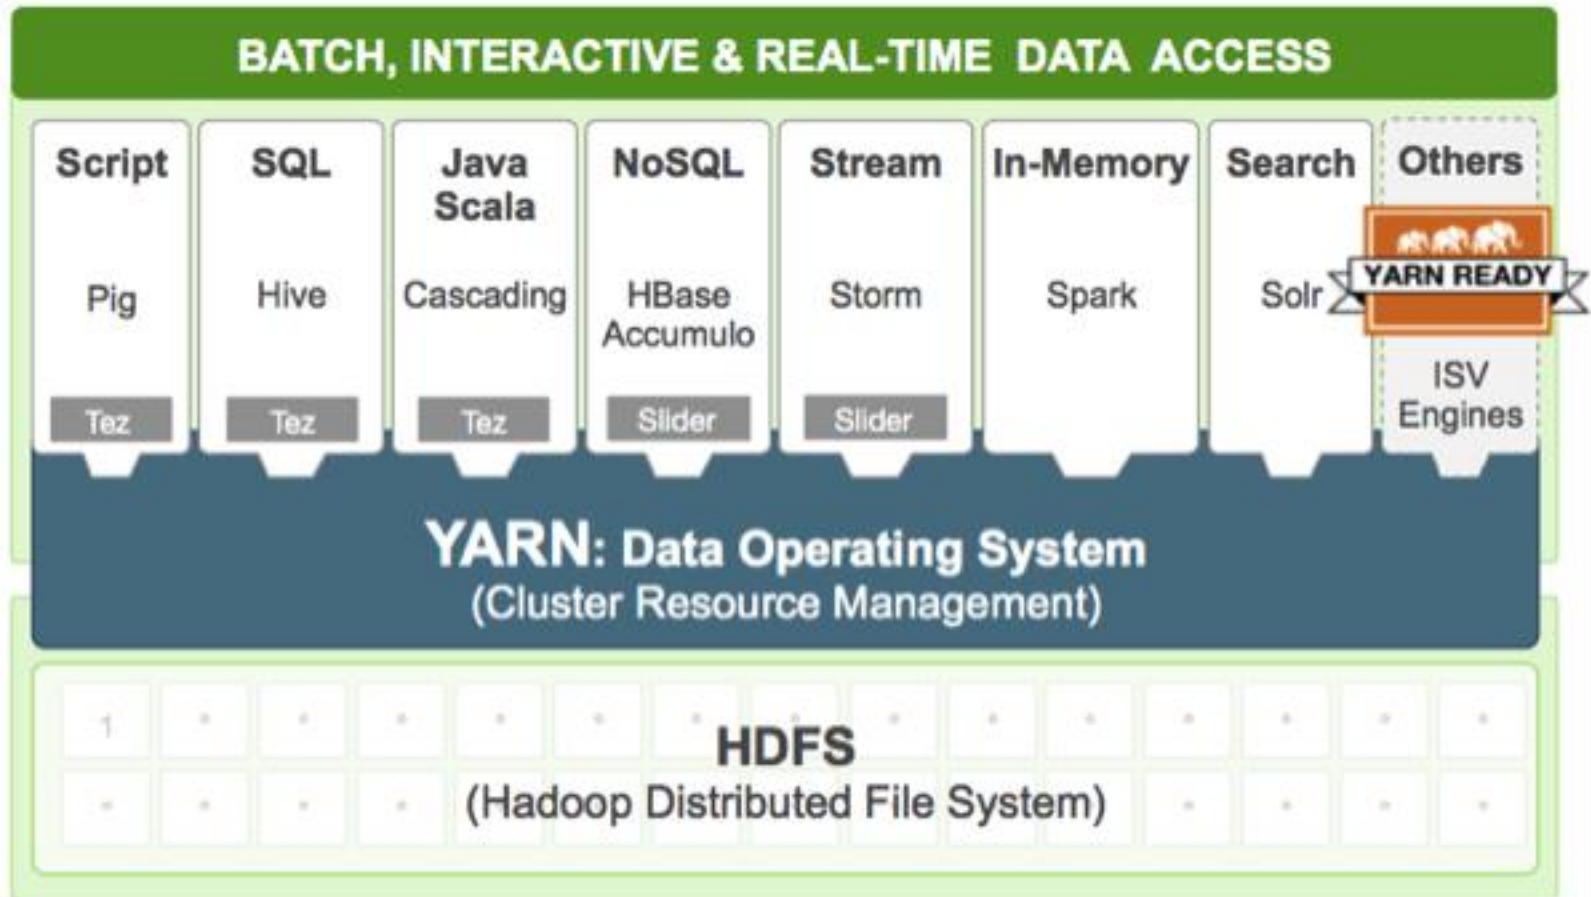 BATCH, INTERACTIVE & REAL-TIME DATA ACCESS
Script
Pig
Tez
SQL
Hive
Tez
Java
Scala
Cascading
Tez
NoSQL
HBase
Accumulo
Slider
Stream
Storm
Slider
In-Memory
Spark
Search
Solr
Others
YARN READY
ISV
Engines
YARN: Data Operating System
(Cluster Resource Management)
1
HDFS
(Hadoop Distributed File System)